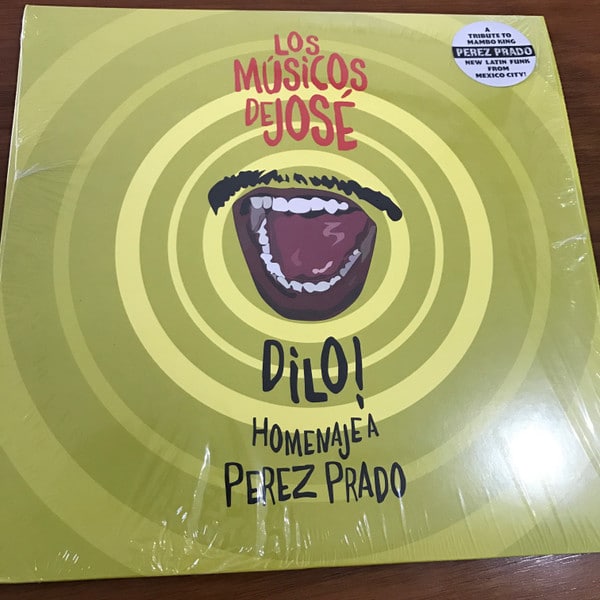 LOS
MÚSICOS
DE JOSÉ
A
TRIBUTE TO
MAMBO KING
PEREZ PRADO
NEW LATIN FUNK
FROM
MEXICO CITY!
DiLO!
HOMENAJE A
PEREZ PRADO